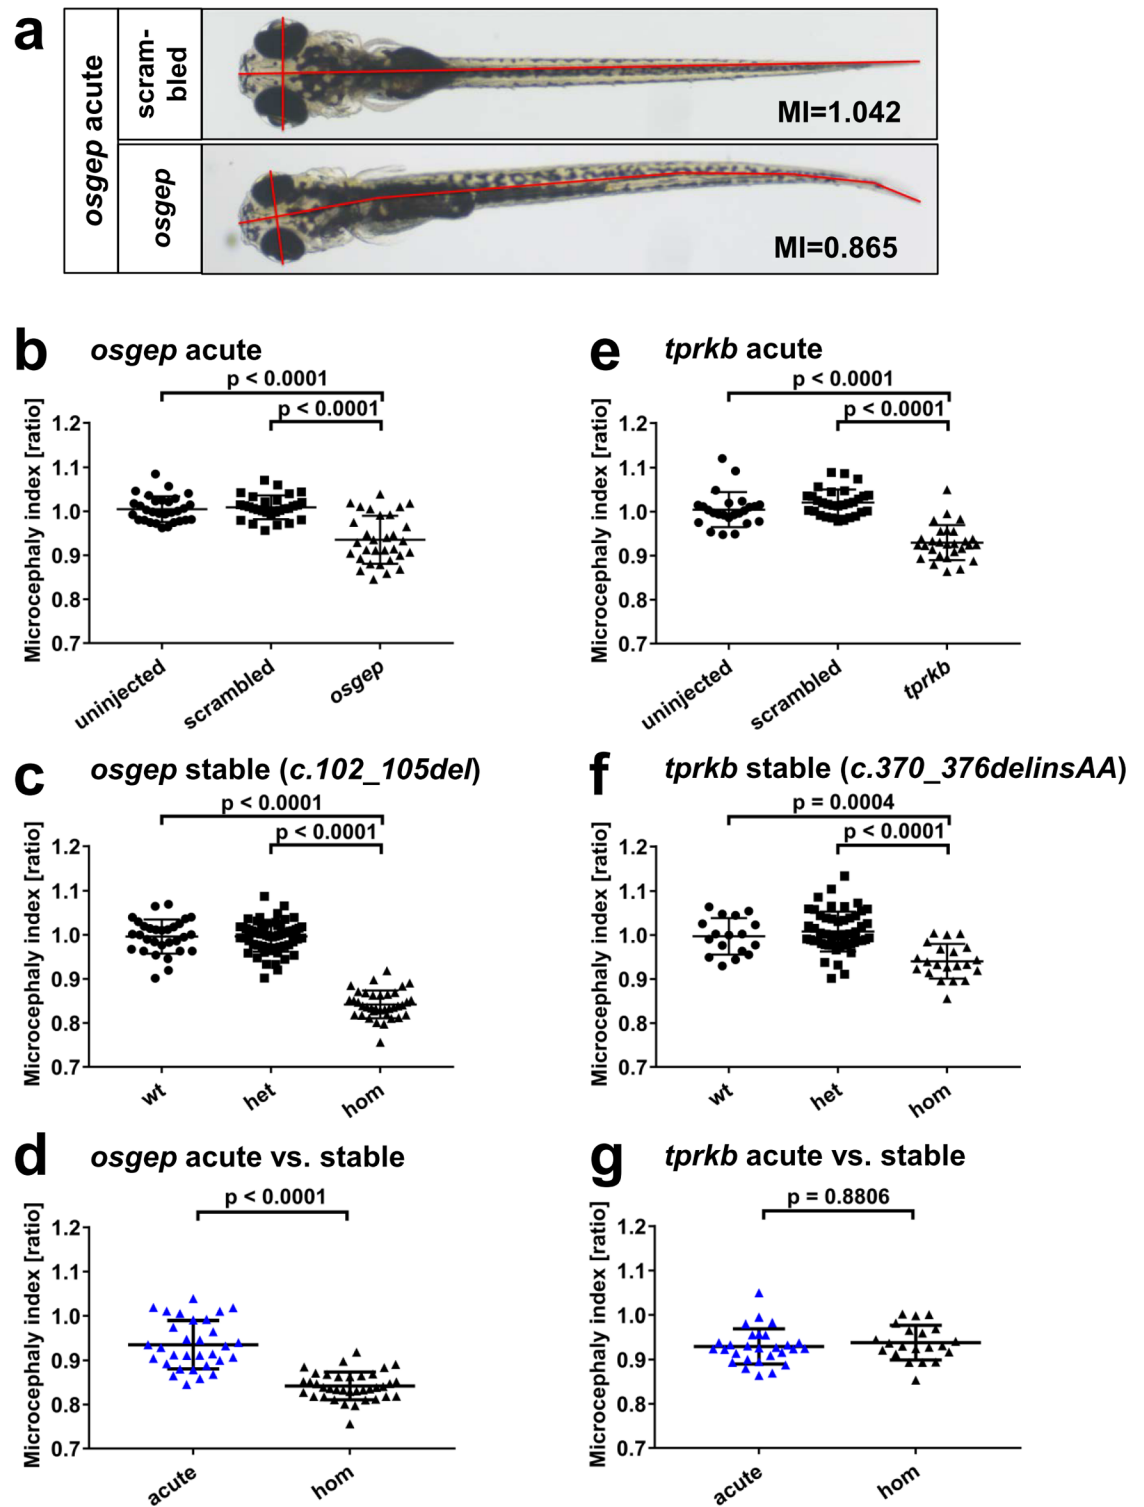 a
osgep acute
scram-
bled
MI=1.042
osgep
MI=0.865
b
osgep acute
p < 0.0001
p < 0.0001
Microcephaly index [ratio]
1.2
1.1
1.0
0.9
0.8
0.7
uninjected
scrambled
osgep
e
tprkb acute
p < 0.0001
p < 0.0001
Microcephaly index [ratio]
1.2
1.1
1.0
0.9
0.8
0.7
uninjected
scrambled
tprkb
c
osgep stable (c.102_105del)
p < 0.0001
p < 0.0001
Microcephaly index [ratio]
1.2
1.1
1.0
0.9
0.8
0.7
wt
het
hom
f
tprkb stable (c.370_376delinsAA)
p = 0.0004
p < 0.0001
Microcephaly index [ratio]
1.2
1.1
1.0
0.9
0.8
0.7
wt
het
hom
d
osgep acute vs. stable
p < 0.0001
Microcephaly index [ratio]
1.2
1.1
1.0
0.9
0.8
0.7
acute
hom
g
tprkb acute vs. stable
p = 0.8806
Microcephaly index [ratio]
1.2
1.1
1.0
0.9
0.8
0.7
acute
hom